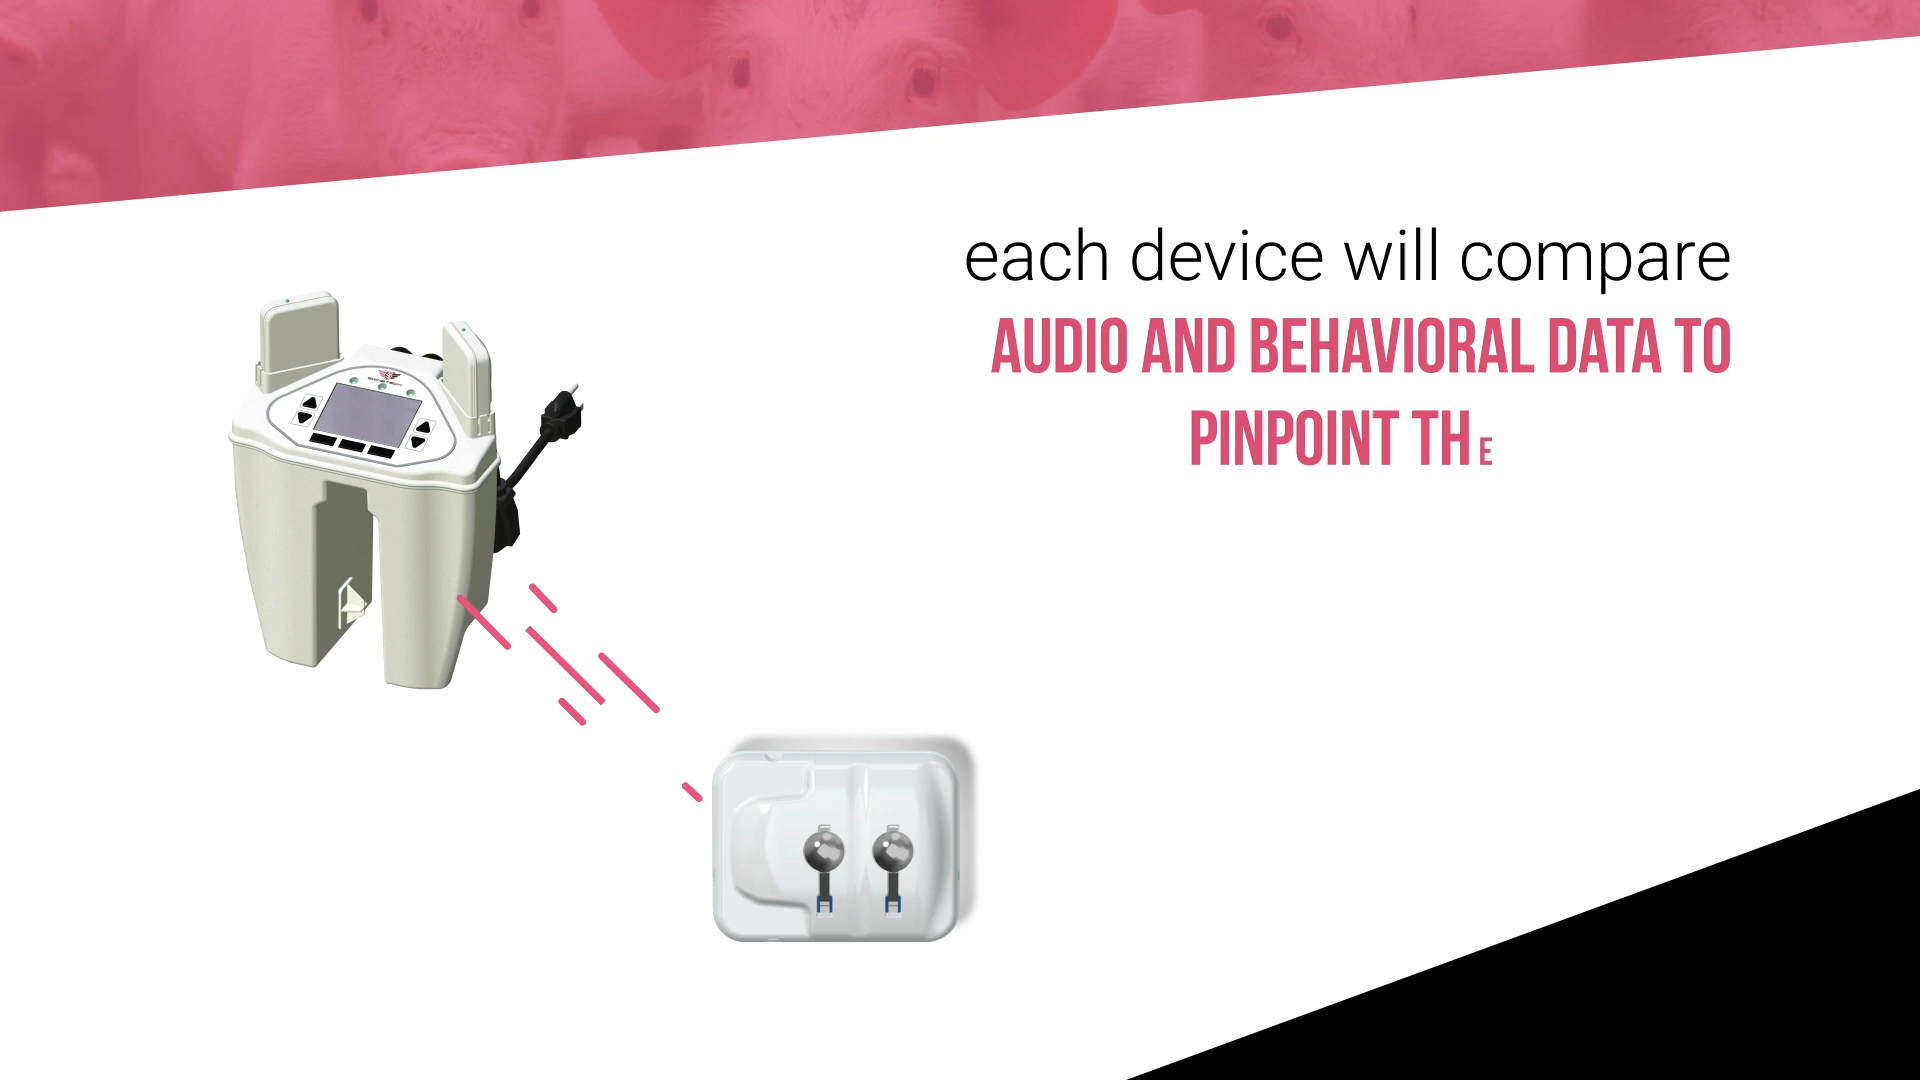 each device will compare
AUDIO AND BEHAVIORAL DATA TO
PINPOINT THE